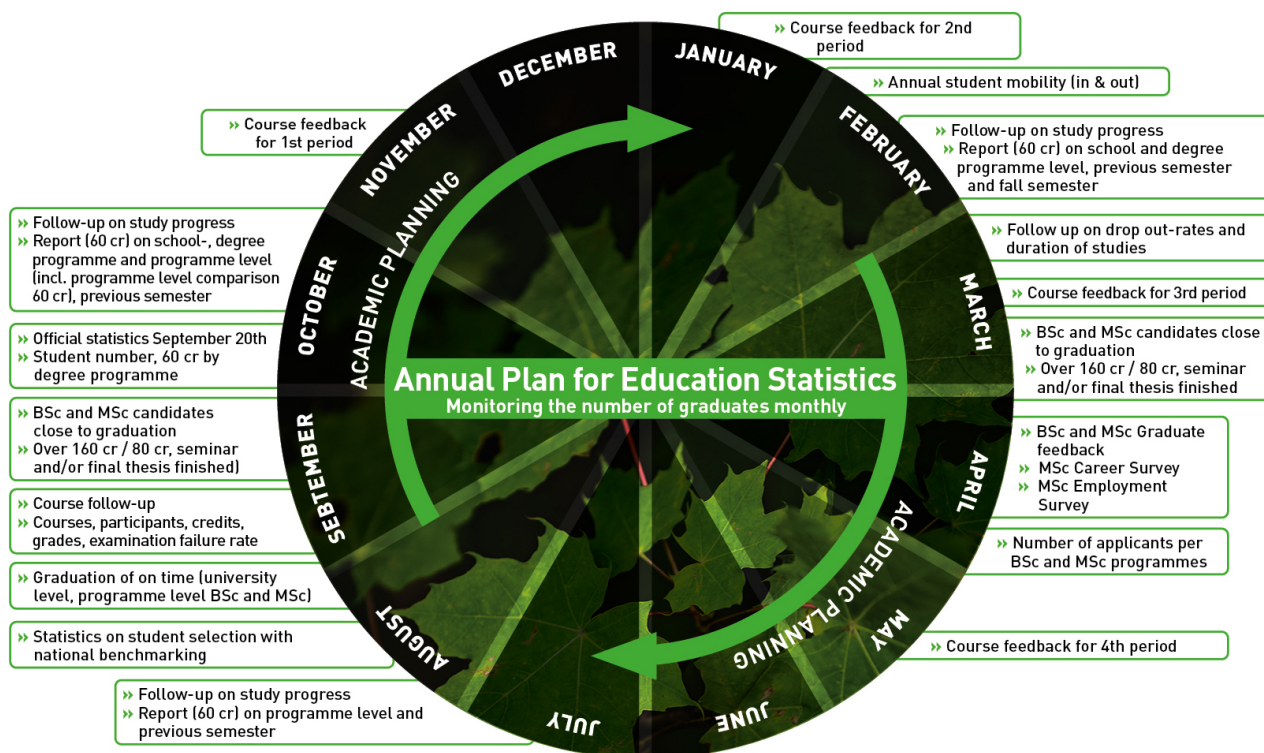 Annual Plan for Education Statistics
Monitoring the number of graduates monthly
JANUARY
FEBRUARY
MARCH
APRIL
MAY
JUNE
JULY
AUGUST
SEBTEMBER
OCTOBER
NOVEMBER
DECEMBER
ACADEMIC PLANNING
ACADEMIC PLANNING
» Course feedback for 2nd
period
» Annual student mobility (in & out)
» Follow-up on study progress
» Report (60 cr) on school and degree
programme level, previous semester
and fall semester
» Follow up on drop out-rates and
duration of studies
» Course feedback for 3rd period
» BSc and MSc candidates close
to graduation
» Over 160 cr / 80 cr, seminar
and/or final thesis finished
» BSc and MSc Graduate
feedback
» MSc Career Survey
» MSc Employment
Survey
» Number of applicants per
BSc and MSc programmes
» Course feedback for 4th period
» Follow-up on study progress
» Report (60 cr) on programme level and
previous semester
» Statistics on student selection with
national benchmarking
» Graduation of on time (university
level, programme level BSc and MSc)
» Course follow-up
» Courses, participants, credits,
grades, examination failure rate
» BSc and MSc candidates
close to graduation
» Over 160 cr / 80 cr, seminar
and/or final thesis finished)
» Official statistics September 20th
» Student number, 60 cr by
degree programme
» Follow-up on study progress
» Report (60 cr) on school-, degree
programme and programme level
(incl. programme level comparison
60 cr), previous semester
» Course feedback
for 1st period